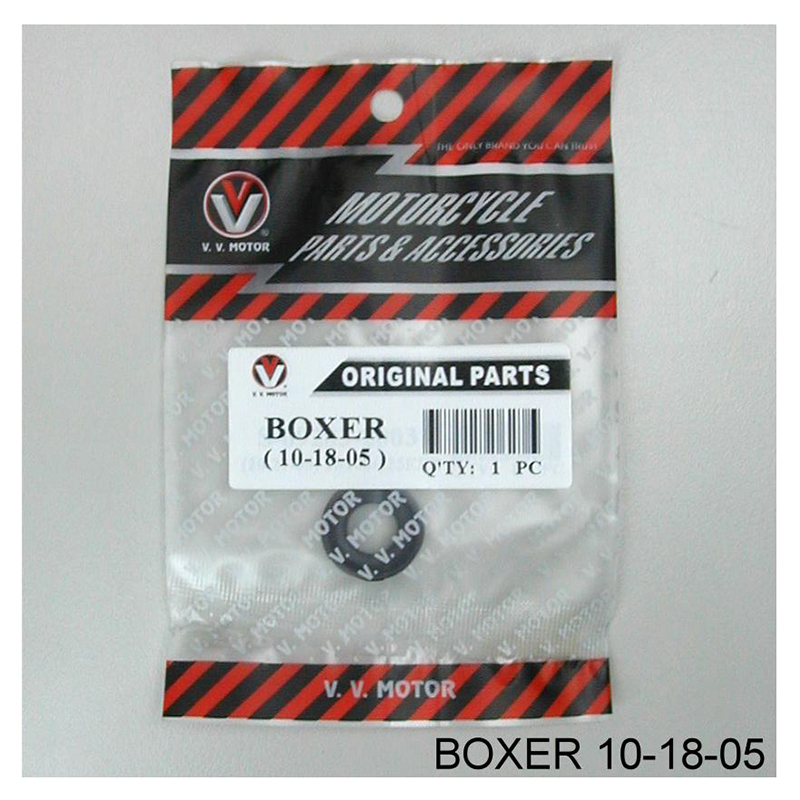 THE ONLY BRAND YOU CAN TRUST
V
V
®
V. V. MOTOR
MOTORCYCLE
PARTS & ACCESSORIES
V
V. V. MOTOR
ORIGINAL PARTS
BOXER
( 10-18-05 )
Q'TY: 1 PC
V. V. MOTOR
V. V. MOTOR
V. V. MOTOR
BOXER 10-18-05